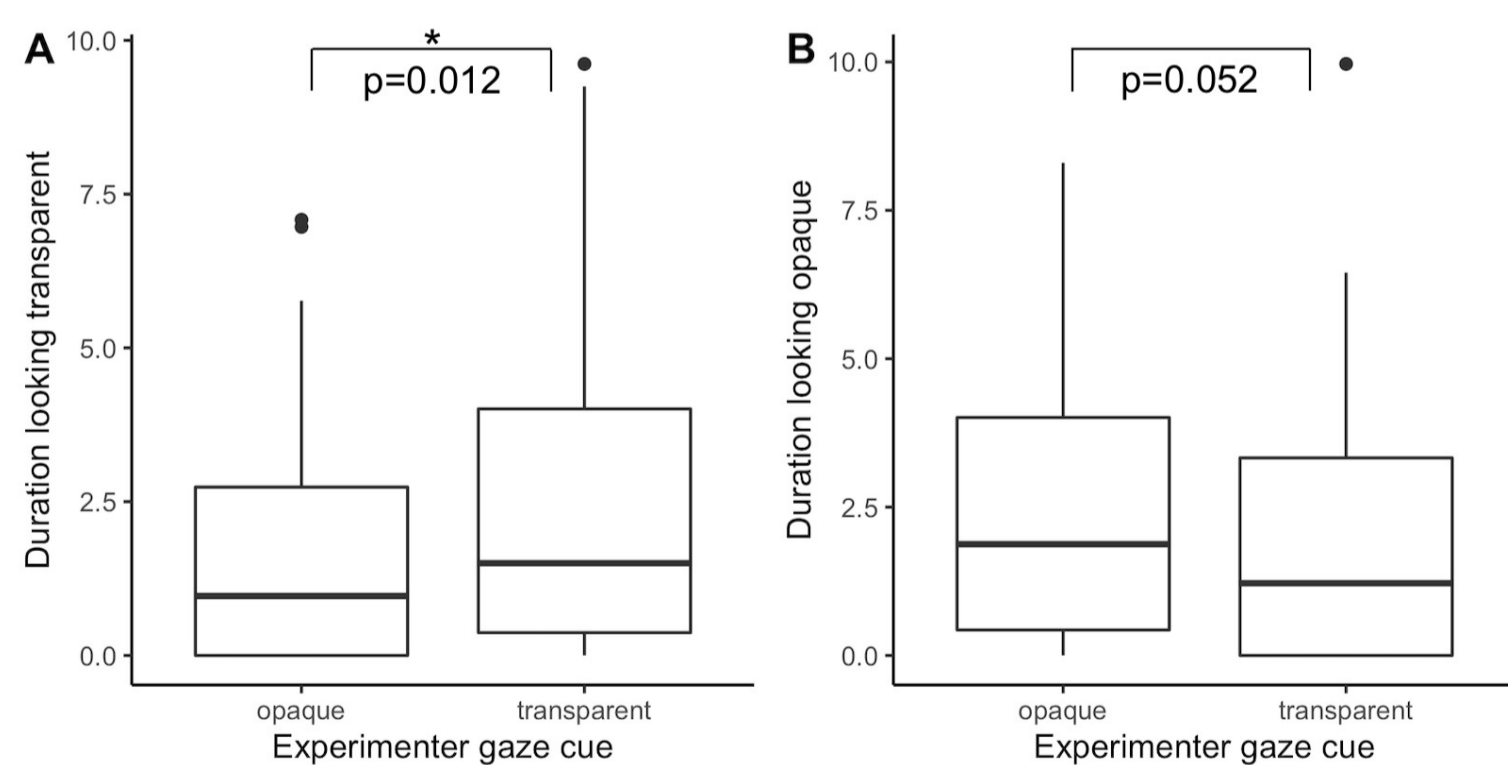 A
*
p=0.012
Duration looking transparent
10.0
7.5
5.0
2.5
0.0
opaque
transparent
Experimenter gaze cue
B
p=0.052
Duration looking opaque
10.0
7.5
5.0
2.5
0.0
opaque
transparent
Experimenter gaze cue